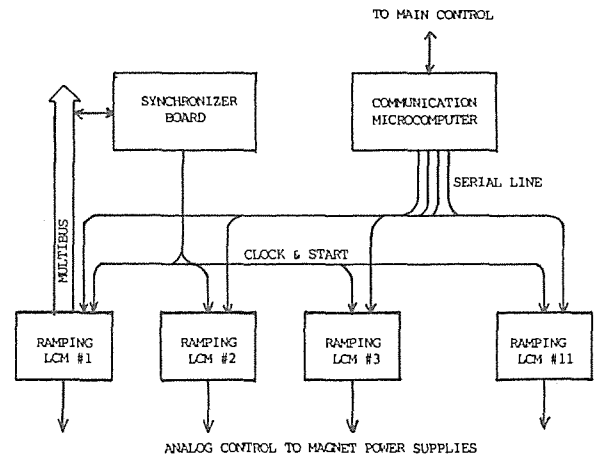 TO MAIN CONTROL
SYNCHRONIZER
BOARD
COMMUNICATION
MICROCOMPUTER
SERIAL LINE
MULTIBUS
CLOCK & START
RAMPING
LCM #1
RAMPING
LCM #2
RAMPING
LCM #3
RAMPING
LCM #11
ANALOG CONTROL TO MAGNET POWER SUPPLIES